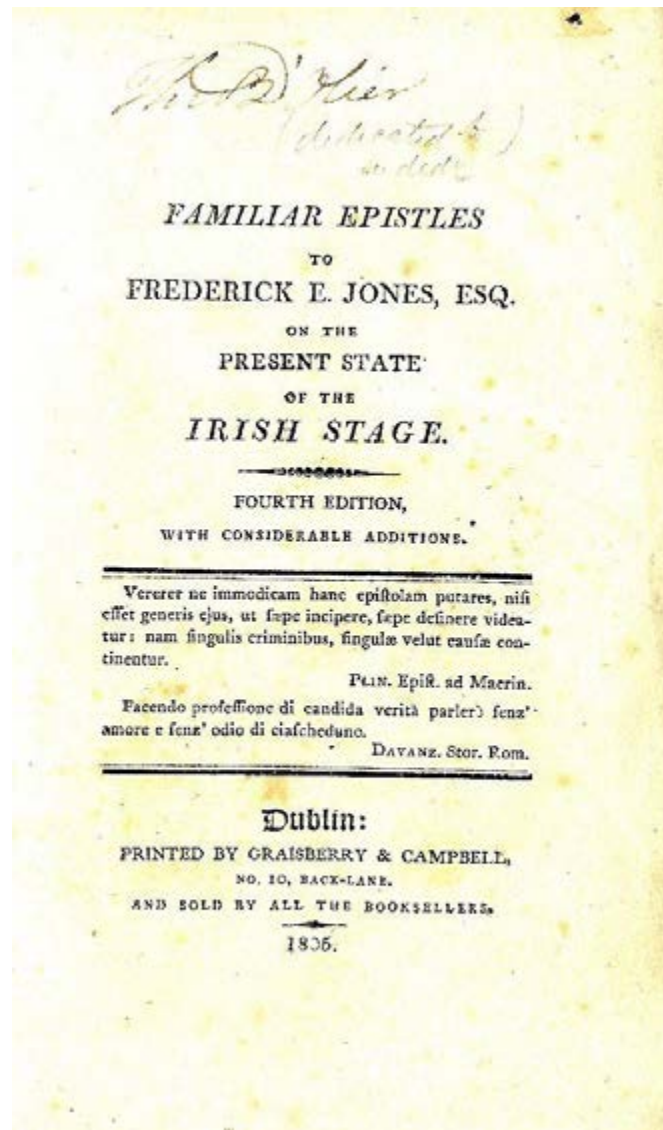 Hier
(dedicated to
FAMILIAR EPISTLES
TO
FREDERICK E. JONES, ESQ.
ON THE
PRESENT STATE
OF THE
IRISH STAGE.
FOURTH EDITION,
WITH CONSIDERABLE ADDITIONS.
Vererer ne immodicam hanc epiſtolam putares, niſi
eſſet generis ejus, ut ſæpe incipere, ſæpe deſinere videa-
tur: nam ſingulis criminibus, ſingulæ velut cauſæ con-
tinentur.
PLIN. Epiſt. ad Macrin.
Facendo profeſſione di candida verità parlerò ſenz'
amore e ſenz' odio di ciaſcheduno.
DAVANZ. Stor. Rom.
Dublin:
PRINTED BY GRAISBERRY & CAMPBELL,
NO. 10, BACK-LANE.
AND SOLD BY ALL THE BOOKSELLERS.